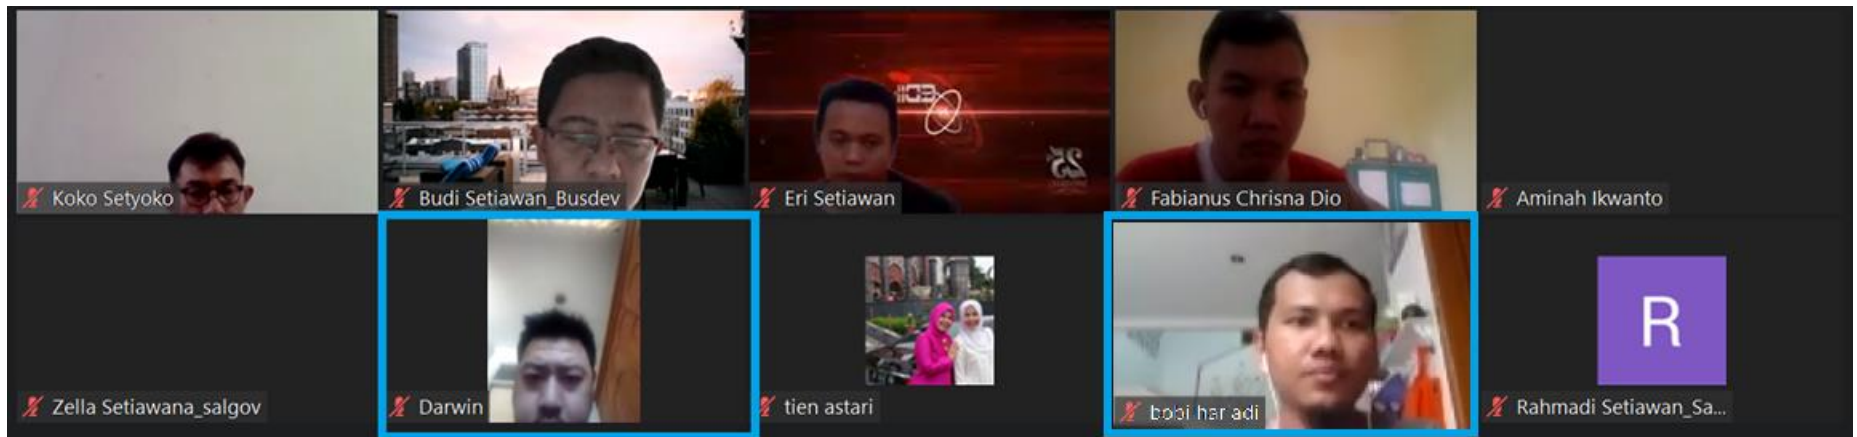 Koko Setyoko
Budi Setiawan_Busdev
Eri Setiawan
Fabianus Chrisna Dio
Aminah Ikwanto
Zella Setiawana_salgov
Darwin
tien astari
bobi har adi
R
Rahmadi Setiawan_Sa...